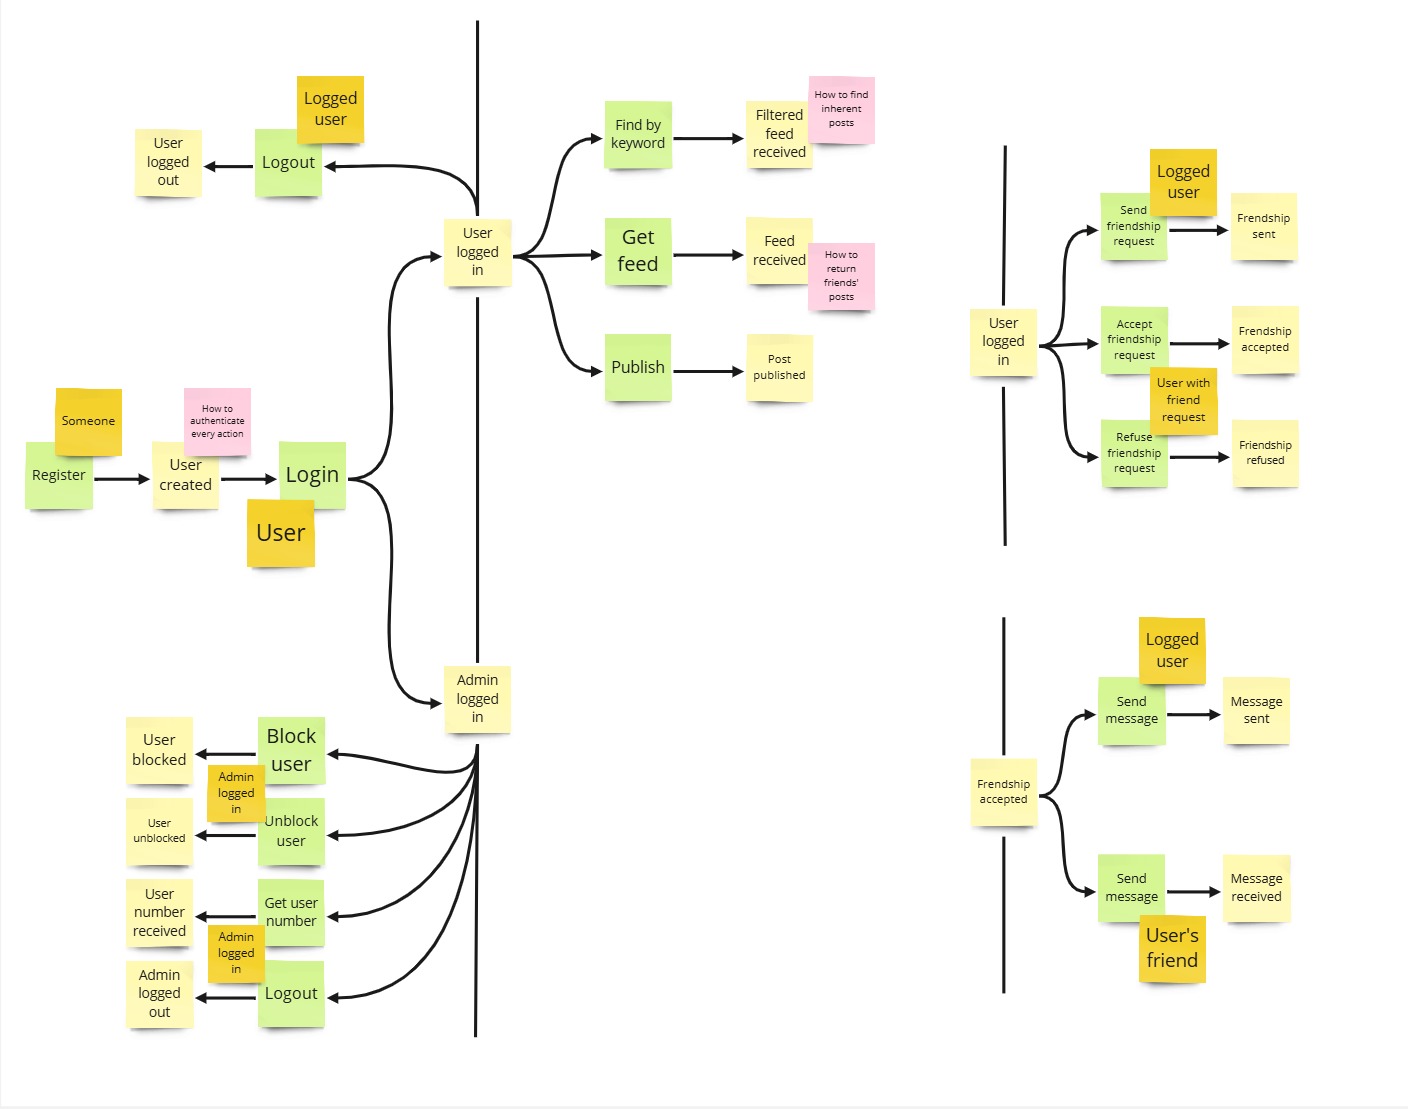 Logged
user
User
logged
out
Logout
Find by
keyword
Filtered
feed
received
How to find
inherent
posts
User
logged
in
Get
feed
Feed
received
How to
return
friends'
posts
Publish
Post
published
Someone
Register
How to
authenticate
every action
User
created
Login
User
Admin
logged
in
User
blocked
Block
user
Admin
logged
in
User
unblocked
Unblock
user
User
number
received
Get user
number
Admin
logged
in
Admin
logged
out
Logout
Logged
user
Send
friendship
request
Frendship
sent
User
logged
in
Accept
friendship
request
Frendship
accepted
User with
friend
request
Refuse
friendship
request
Friendship
refused
Logged
user
Send
message
Message
sent
Frendship
accepted
Send
message
Message
received
User's
friend